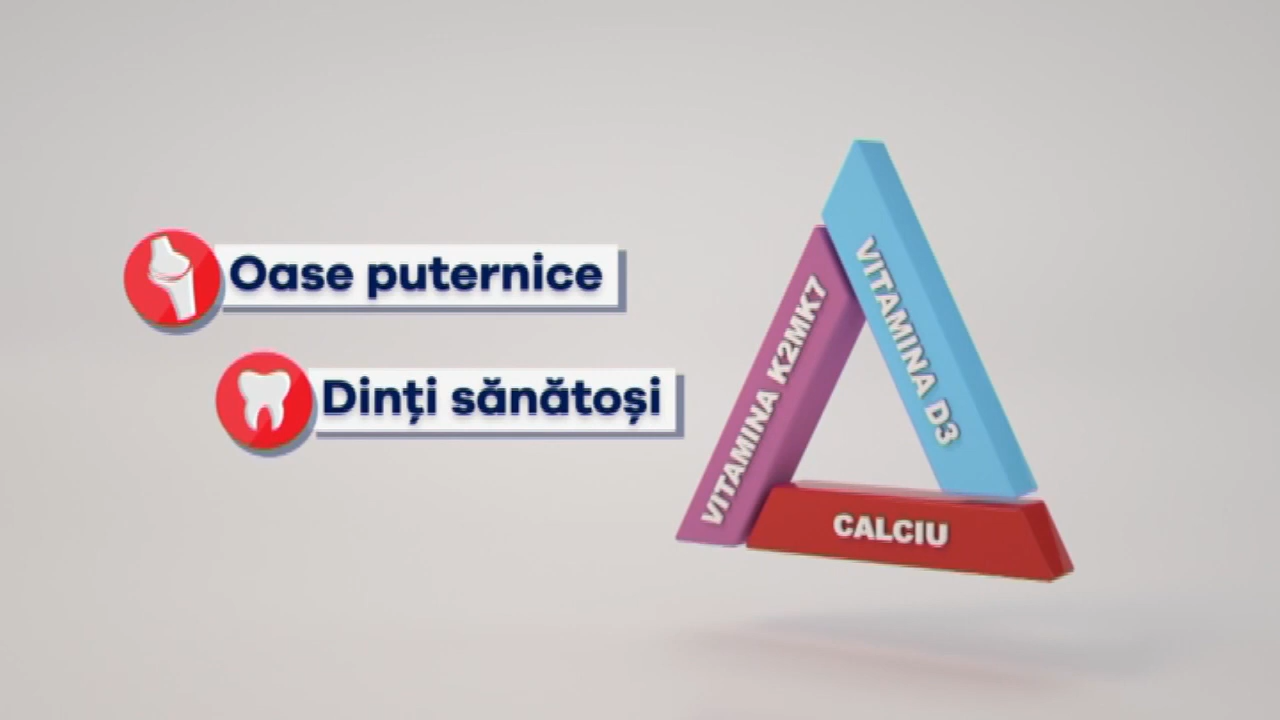 Oase puternice
Dinți sănătoși
VITAMINA K2MK7
VITAMINA D3
CALCIU